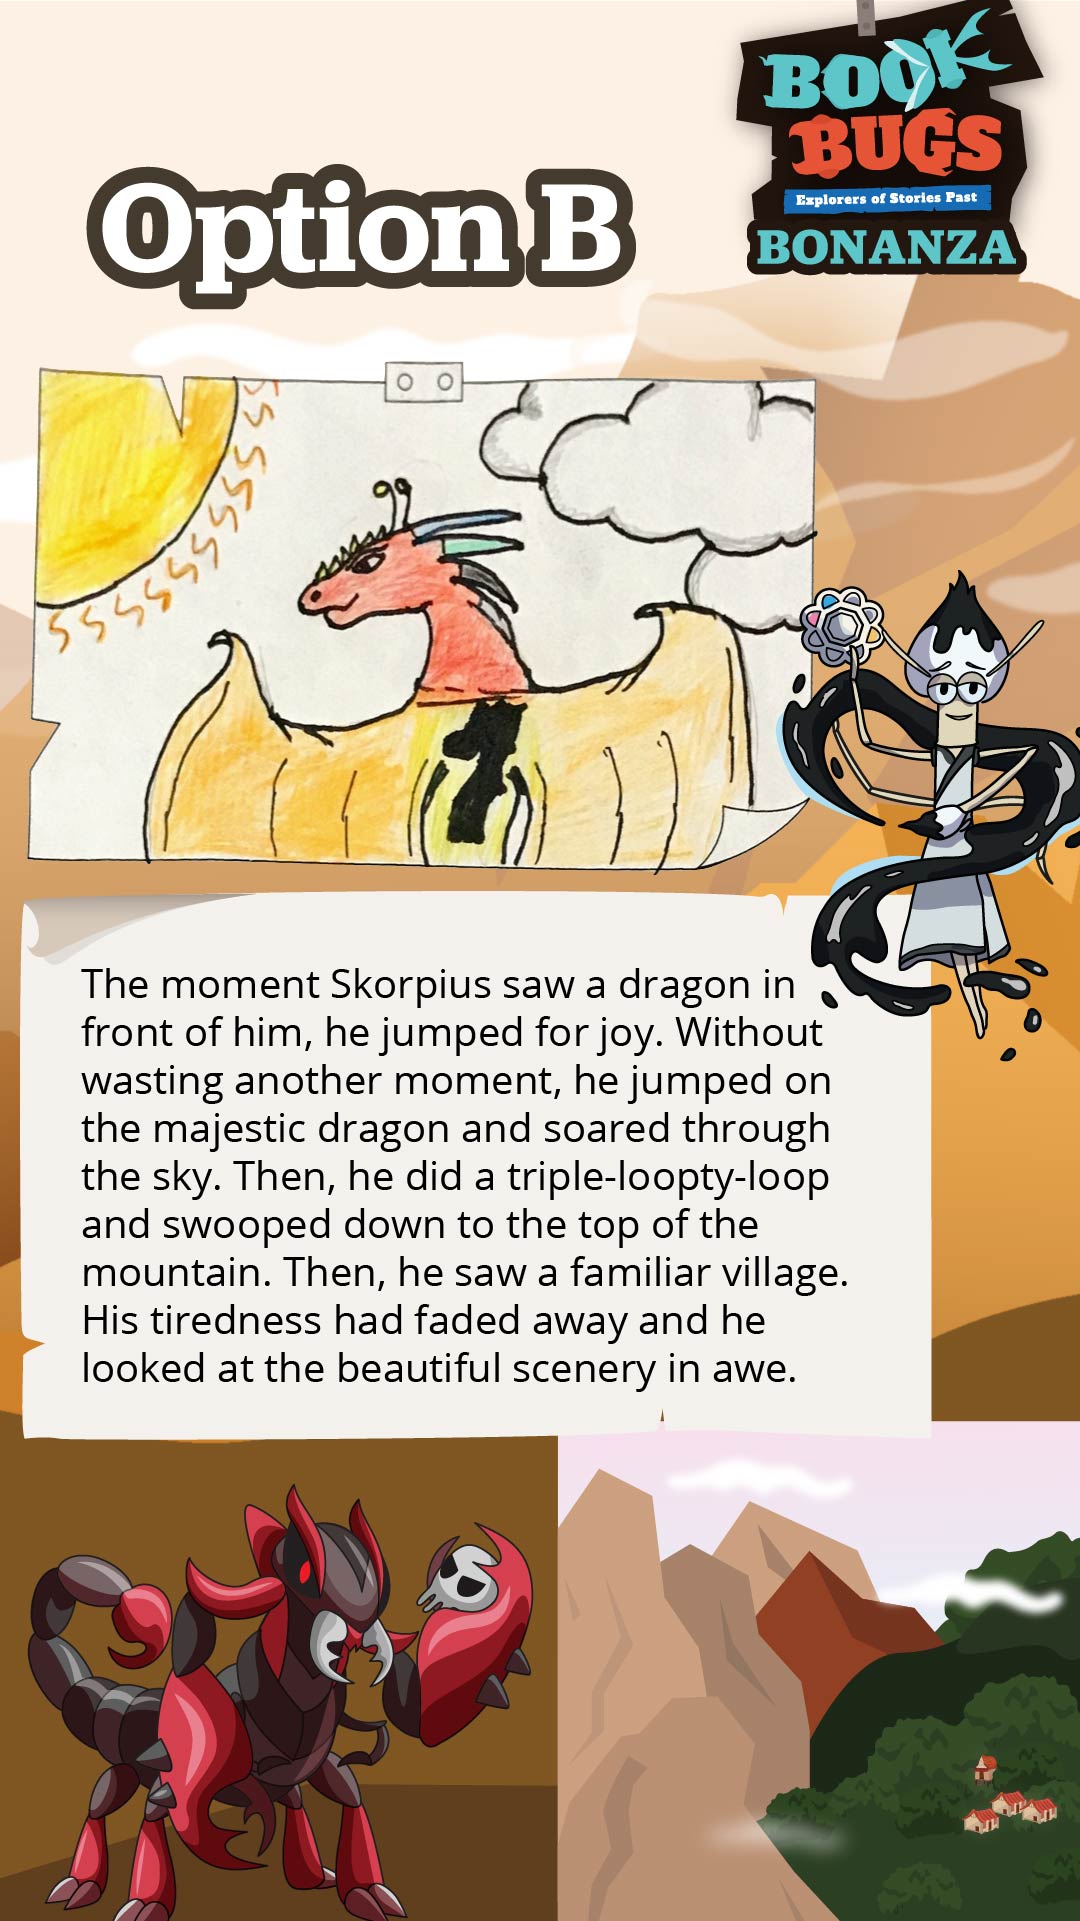 BOOK
BUGS
Explorers of Stories Past
BONANZA
Option B
The moment Skorpius saw a dragon in
front of him, he jumped for joy. Without
wasting another moment, he jumped on
the majestic dragon and soared through
the sky. Then, he did a triple-loopty-loop
and swooped down to the top of the
mountain. Then, he saw a familiar village.
His tiredness had faded away and he
looked at the beautiful scenery in awe.